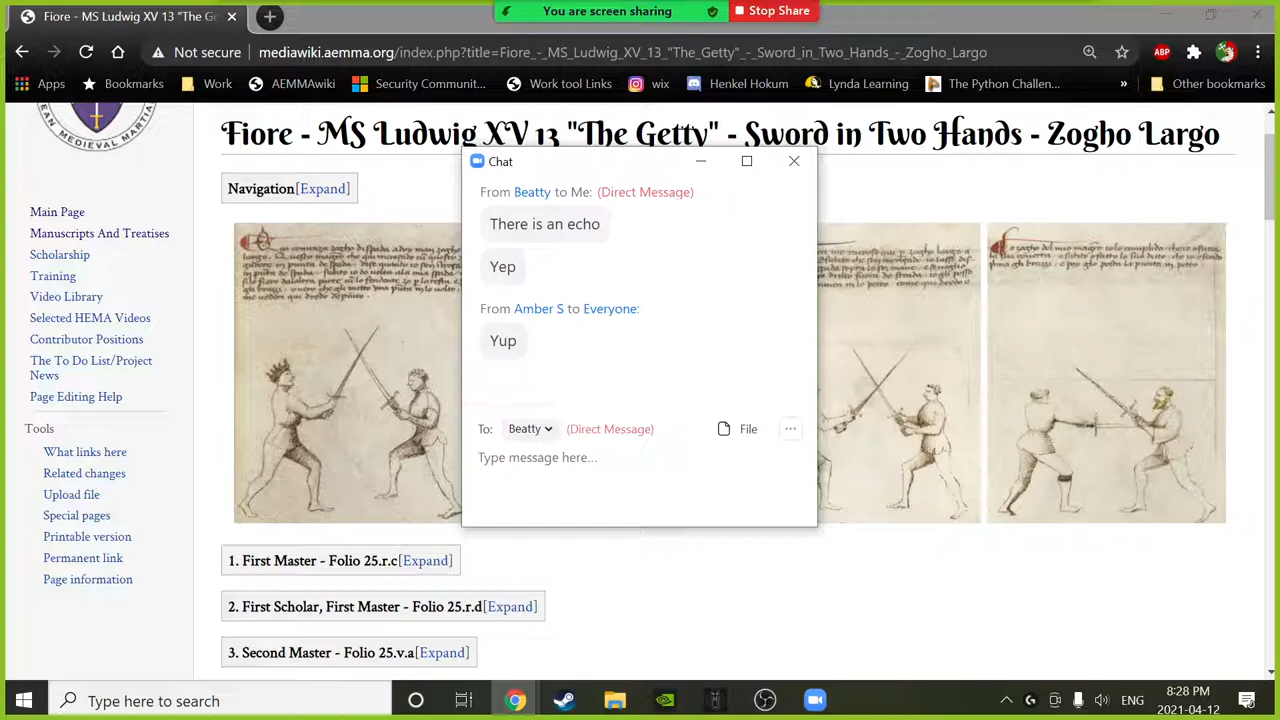 You are screen sharing
Stop Share
Fiore - MS Ludwig XV 13 "The Ge
Not secure
mediawiki.aemma.org/index.php?title=Fiore_-_MS_Ludwig_XV_13_"The_Getty"_-_Sword_in_Two_Hands_-_Zogho_Largo
ABP
Apps
Bookmarks
Work
AEMMAwiki
Security Communit...
Work tool Links
wix
Henkel Hokum
Lynda Learning
The Python Challen...
»
Other bookmarks
Fiore - MS Ludwig XV 13 "The Getty" - Sword in Two Hands - Zogho Largo
Navigation[Expand]
Main Page
Manuscripts And Treatises
Scholarship
Training
Video Library
Selected HEMA Videos
Contributor Positions
The To Do List/Project
News
Page Editing Help
Tools
What links here
Related changes
Upload file
Special pages
Printable version
Permanent link
Page information
Chat
From Beatty to Me: (Direct Message)
There is an echo
Yep
From Amber S to Everyone:
Yup
To: Beatty (Direct Message)
File
Type message here...
1. First Master - Folio 25.r.c[Expand]
2. First Scholar, First Master - Folio 25.r.d[Expand]
3. Second Master - Folio 25.v.a[Expand]
Type here to search
ENG
8:28 PM
2021-04-12